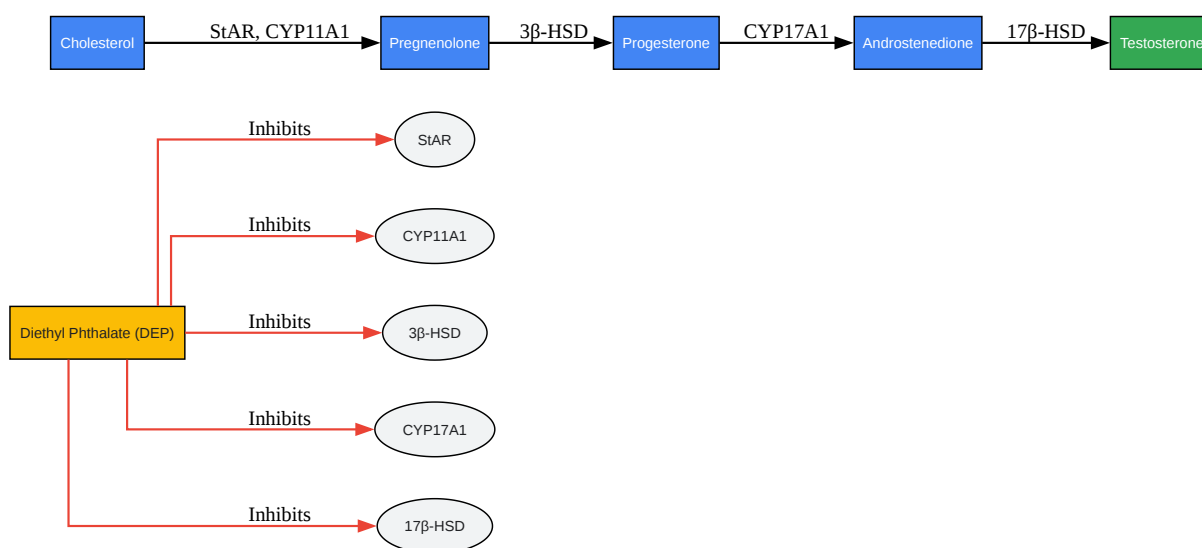 Cholesterol
StAR, CYP11A1
Pregnenolone
3β-HSD
Progesterone
CYP17A1
Androstenedione
17β-HSD
Testosterone
Inhibits
StAR
Inhibits
CYP11A1
Diethyl Phthalate (DEP)
Inhibits
3β-HSD
Inhibits
CYP17A1
Inhibits
17β-HSD